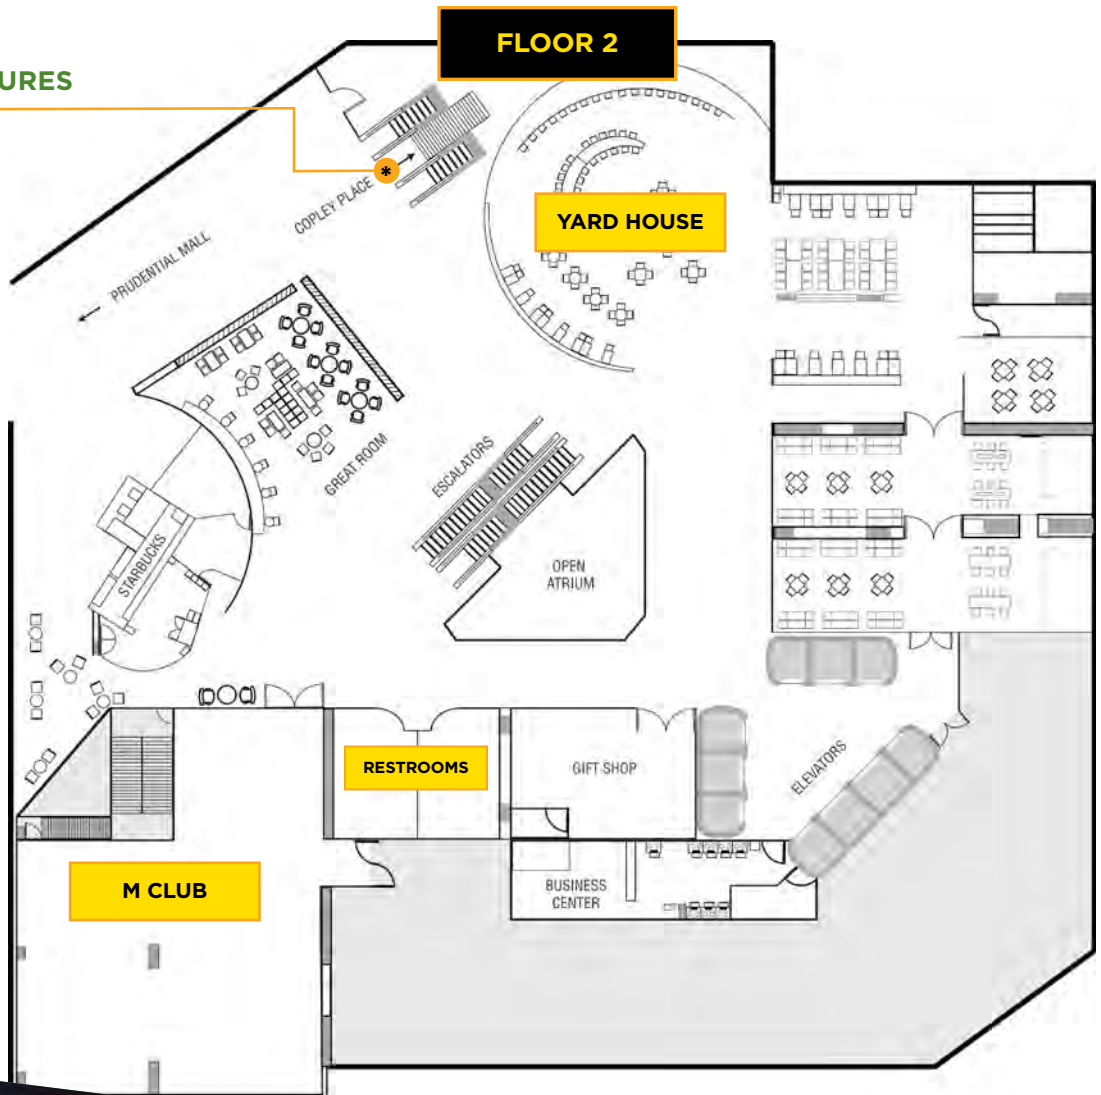 FLOOR 2
URES
*
COPLEY PLACE
YARD HOUSE
PRUDENTIAL MALL
GREAT ROOM
ESCALATORS
STARBUCKS
OPEN
ATRIUM
RESTROOMS
GIFT SHOP
ELEVATORS
M CLUB
BUSINESS
CENTER